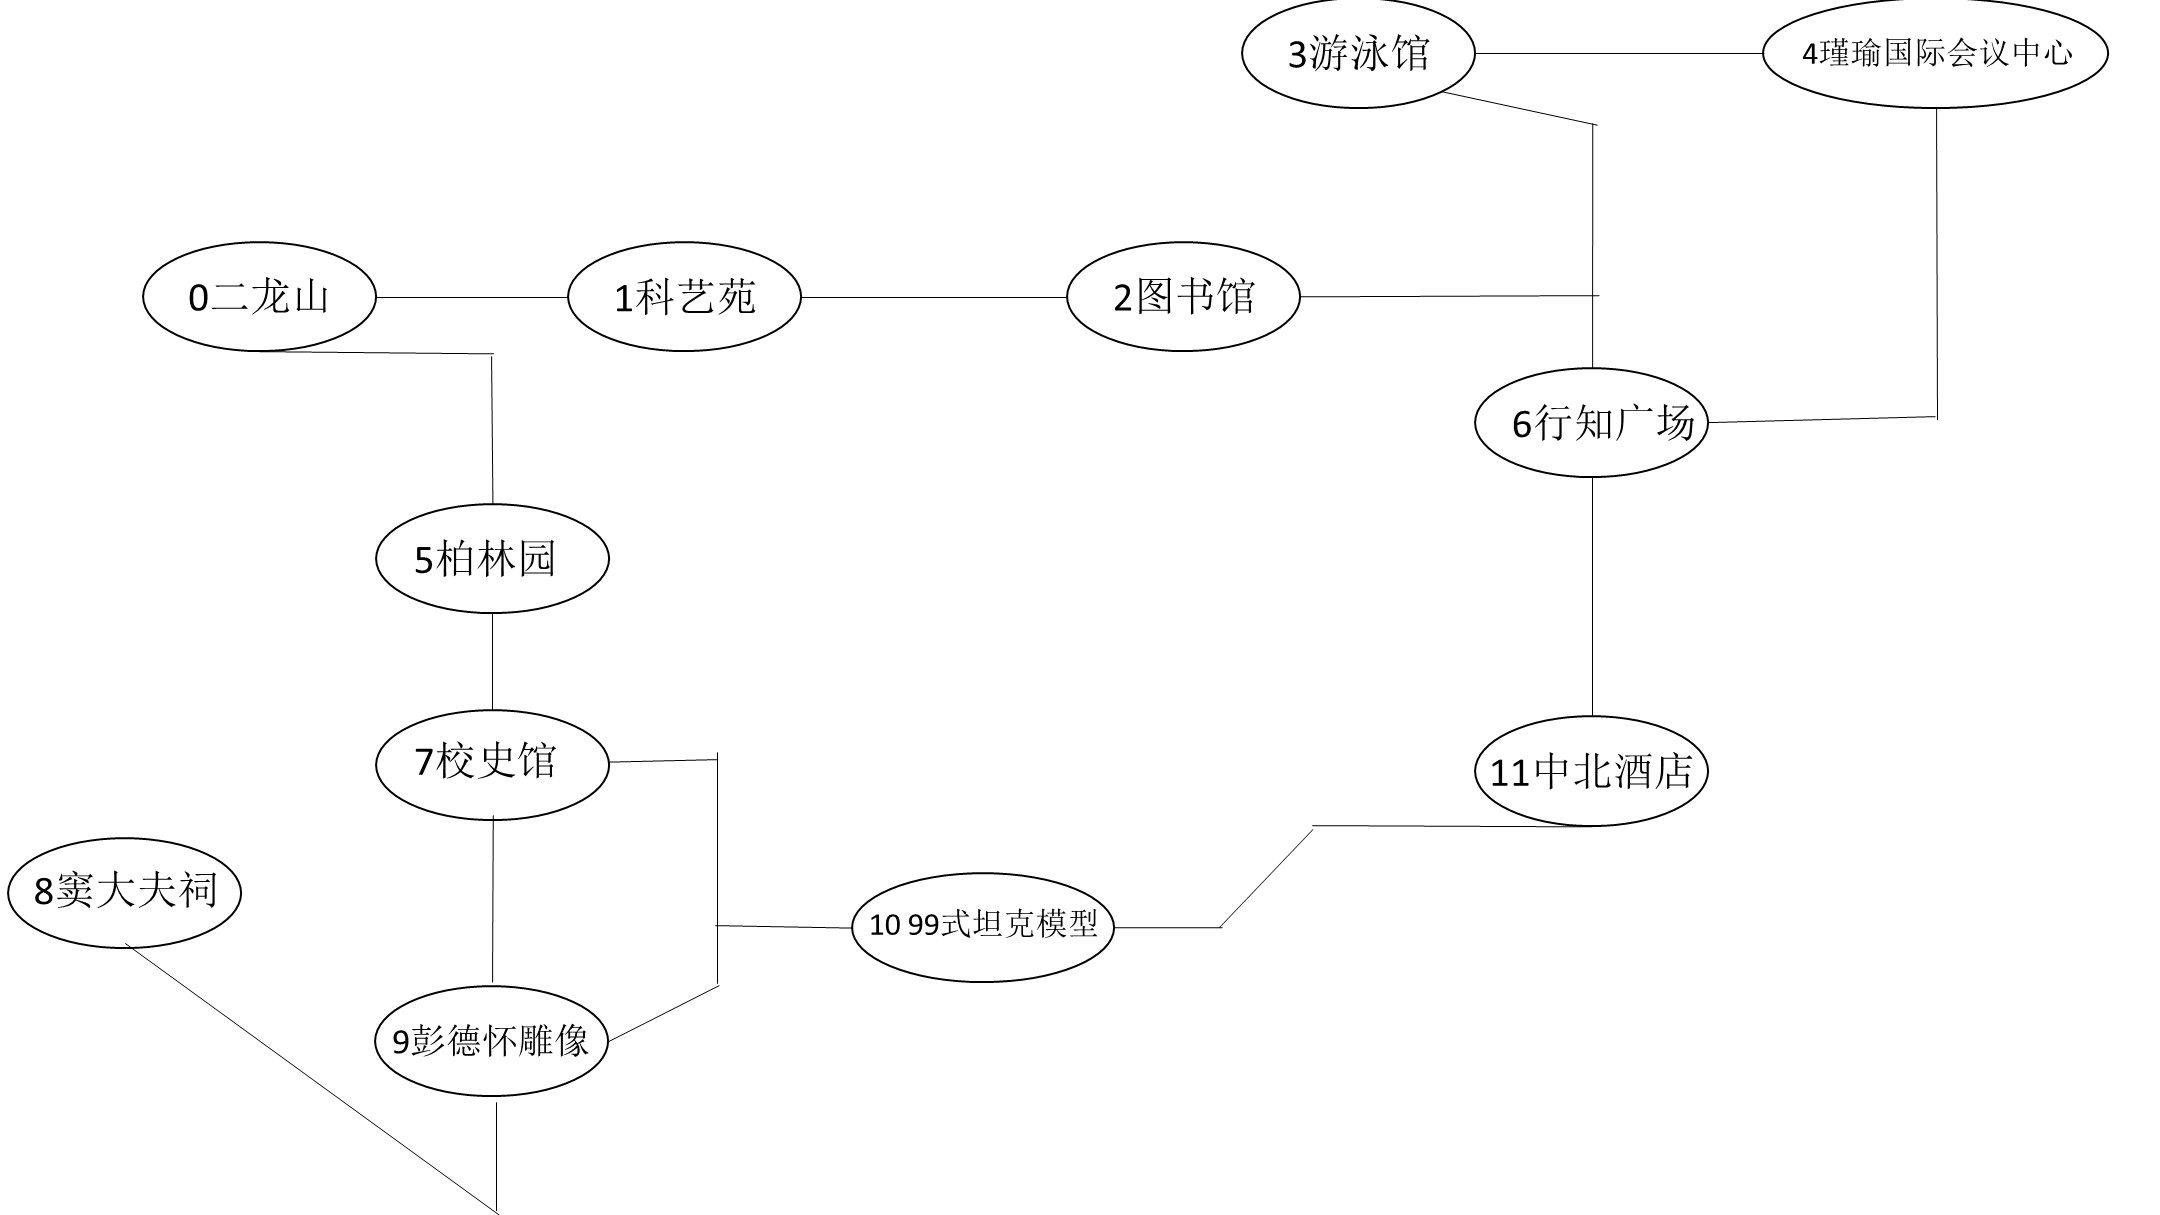 3游泳馆
4瑾瑜国际会议中心
0二龙山
1科艺苑
2图书馆
6行知广场
5柏林园
7校史馆
11中北酒店
8窦大夫祠
10 99式坦克模型
9彭德怀雕像